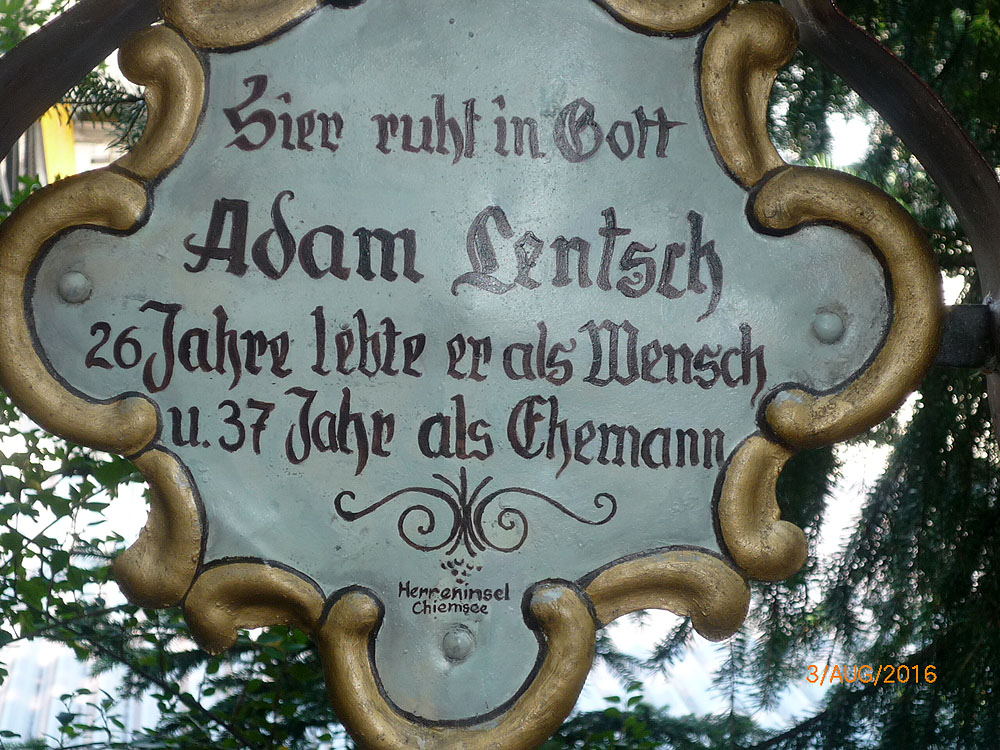 Hier ruht in Gott
Adam Lentsch
26 Jahre lebte er als Mensch
u. 37 Jahr als Ehemann
Herreninsel
Chiemsee
3/AUG/2016